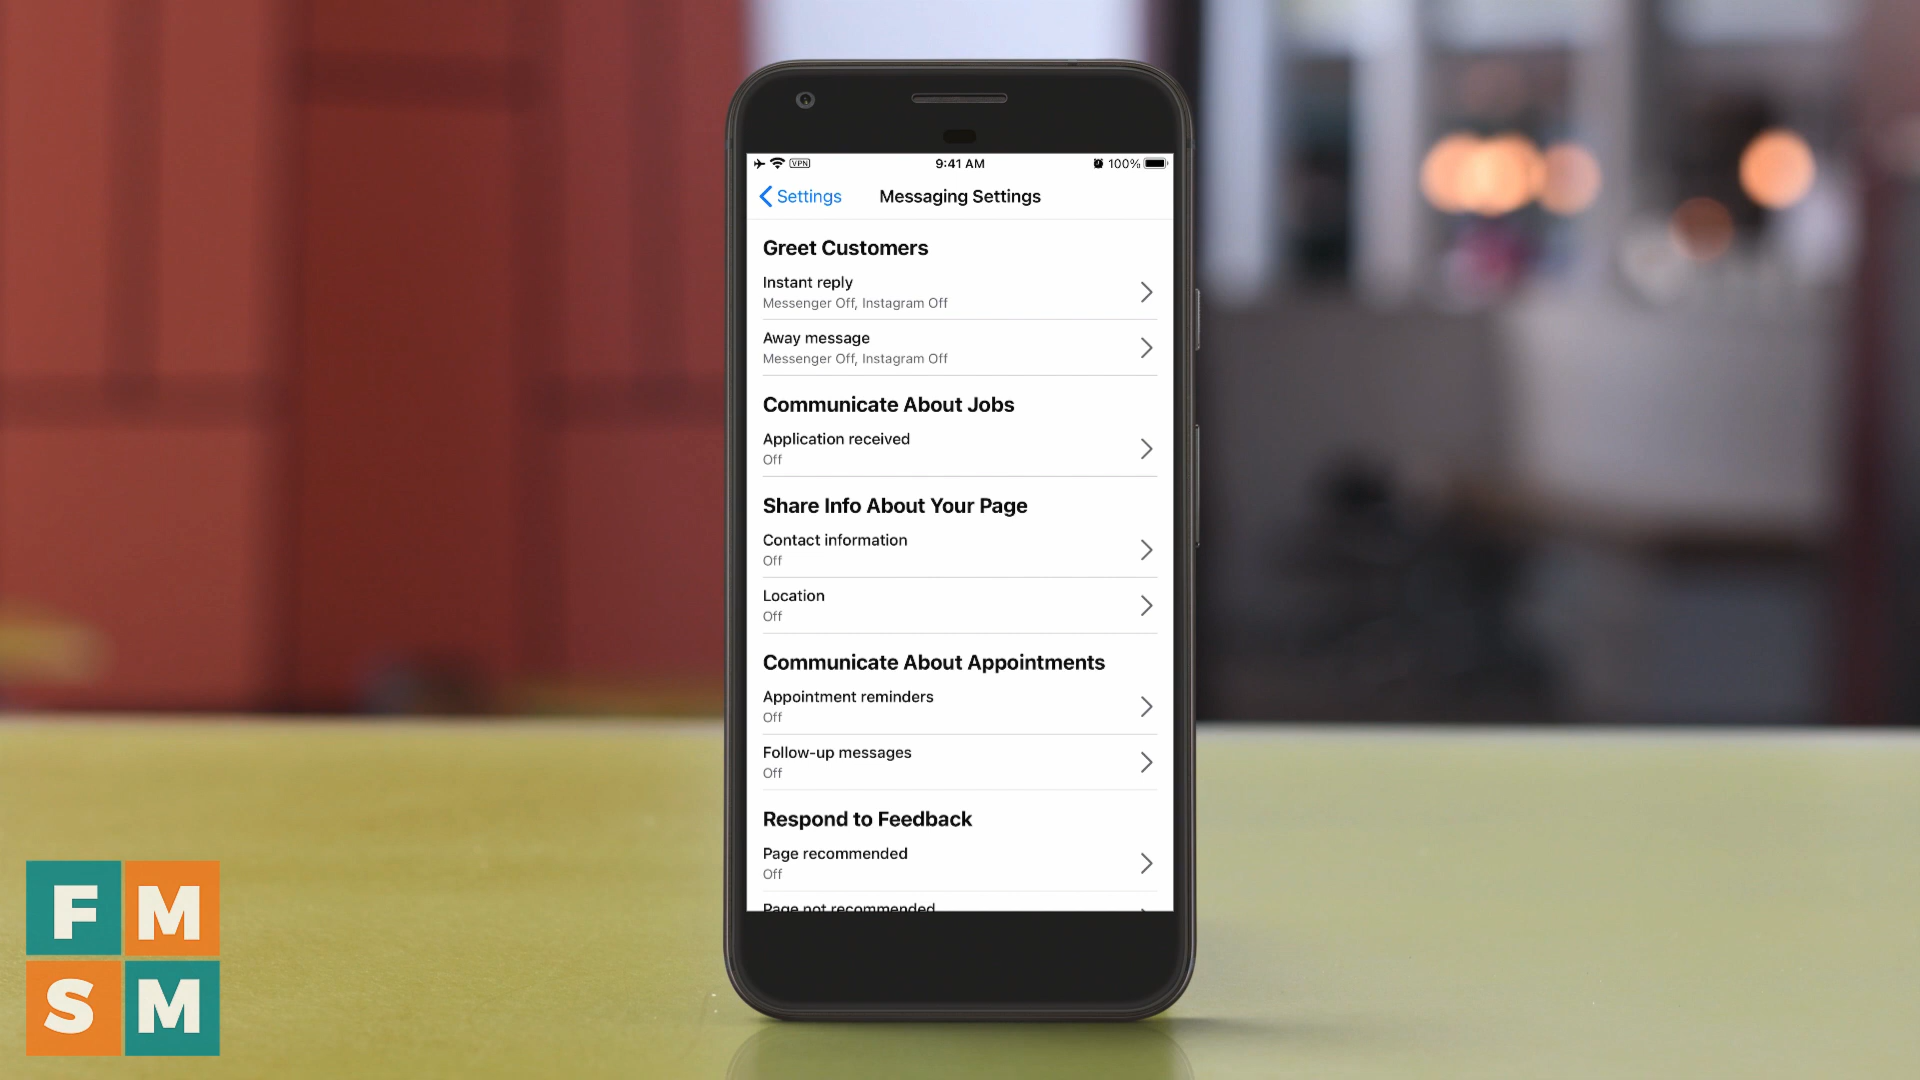 VPN 9:41 AM 100%
Settings Messaging Settings
Greet Customers
Instant reply
Messenger Off, Instagram Off
Away message
Messenger Off, Instagram Off
Communicate About Jobs
Application received
Off
Share Info About Your Page
Contact information
Off
Location
Off
Communicate About Appointments
Appointment reminders
Off
Follow-up messages
Off
Respond to Feedback
Page recommended
Off
Page not recommended
F M
S M